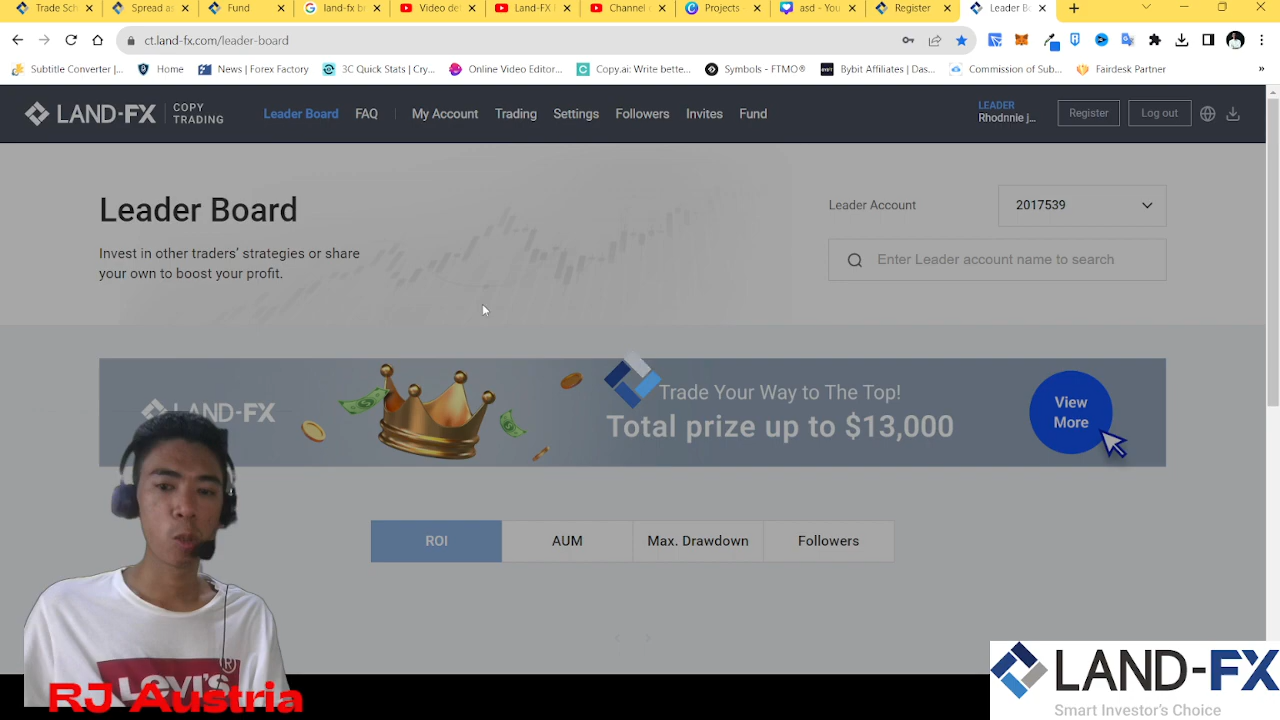 Trade Sch
Spread as
Fund
land-fx b
Video de
Land-FX
Channel
Projects -
asd - You
Register
Leader Bo
ct.land-fx.com/leader-board
Subtitle Converter |...
Home
News | Forex Factory
3C Quick Stats | Cry...
Online Video Editor...
Copy.ai: Write bette...
Symbols - FTMO®
Bybit Affiliates | Das...
Commission of Sub...
Fairdesk Partner
»
LAND-FX
COPY
TRADING
Leader Board
FAQ
My Account
Trading
Settings
Followers
Invites
Fund
LEADER
Rhodnnie j...
Register
Log out
Leader Board
Invest in other traders' strategies or share
your own to boost your profit.
Leader Account
2017539
Enter Leader account name to search
LAND-FX
Trade Your Way to The Top!
Total prize up to $13,000
View
More
ROI
AUM
Max. Drawdown
Followers
Levi's
RJ Austria
LAND-FX
Smart Investor's Choice